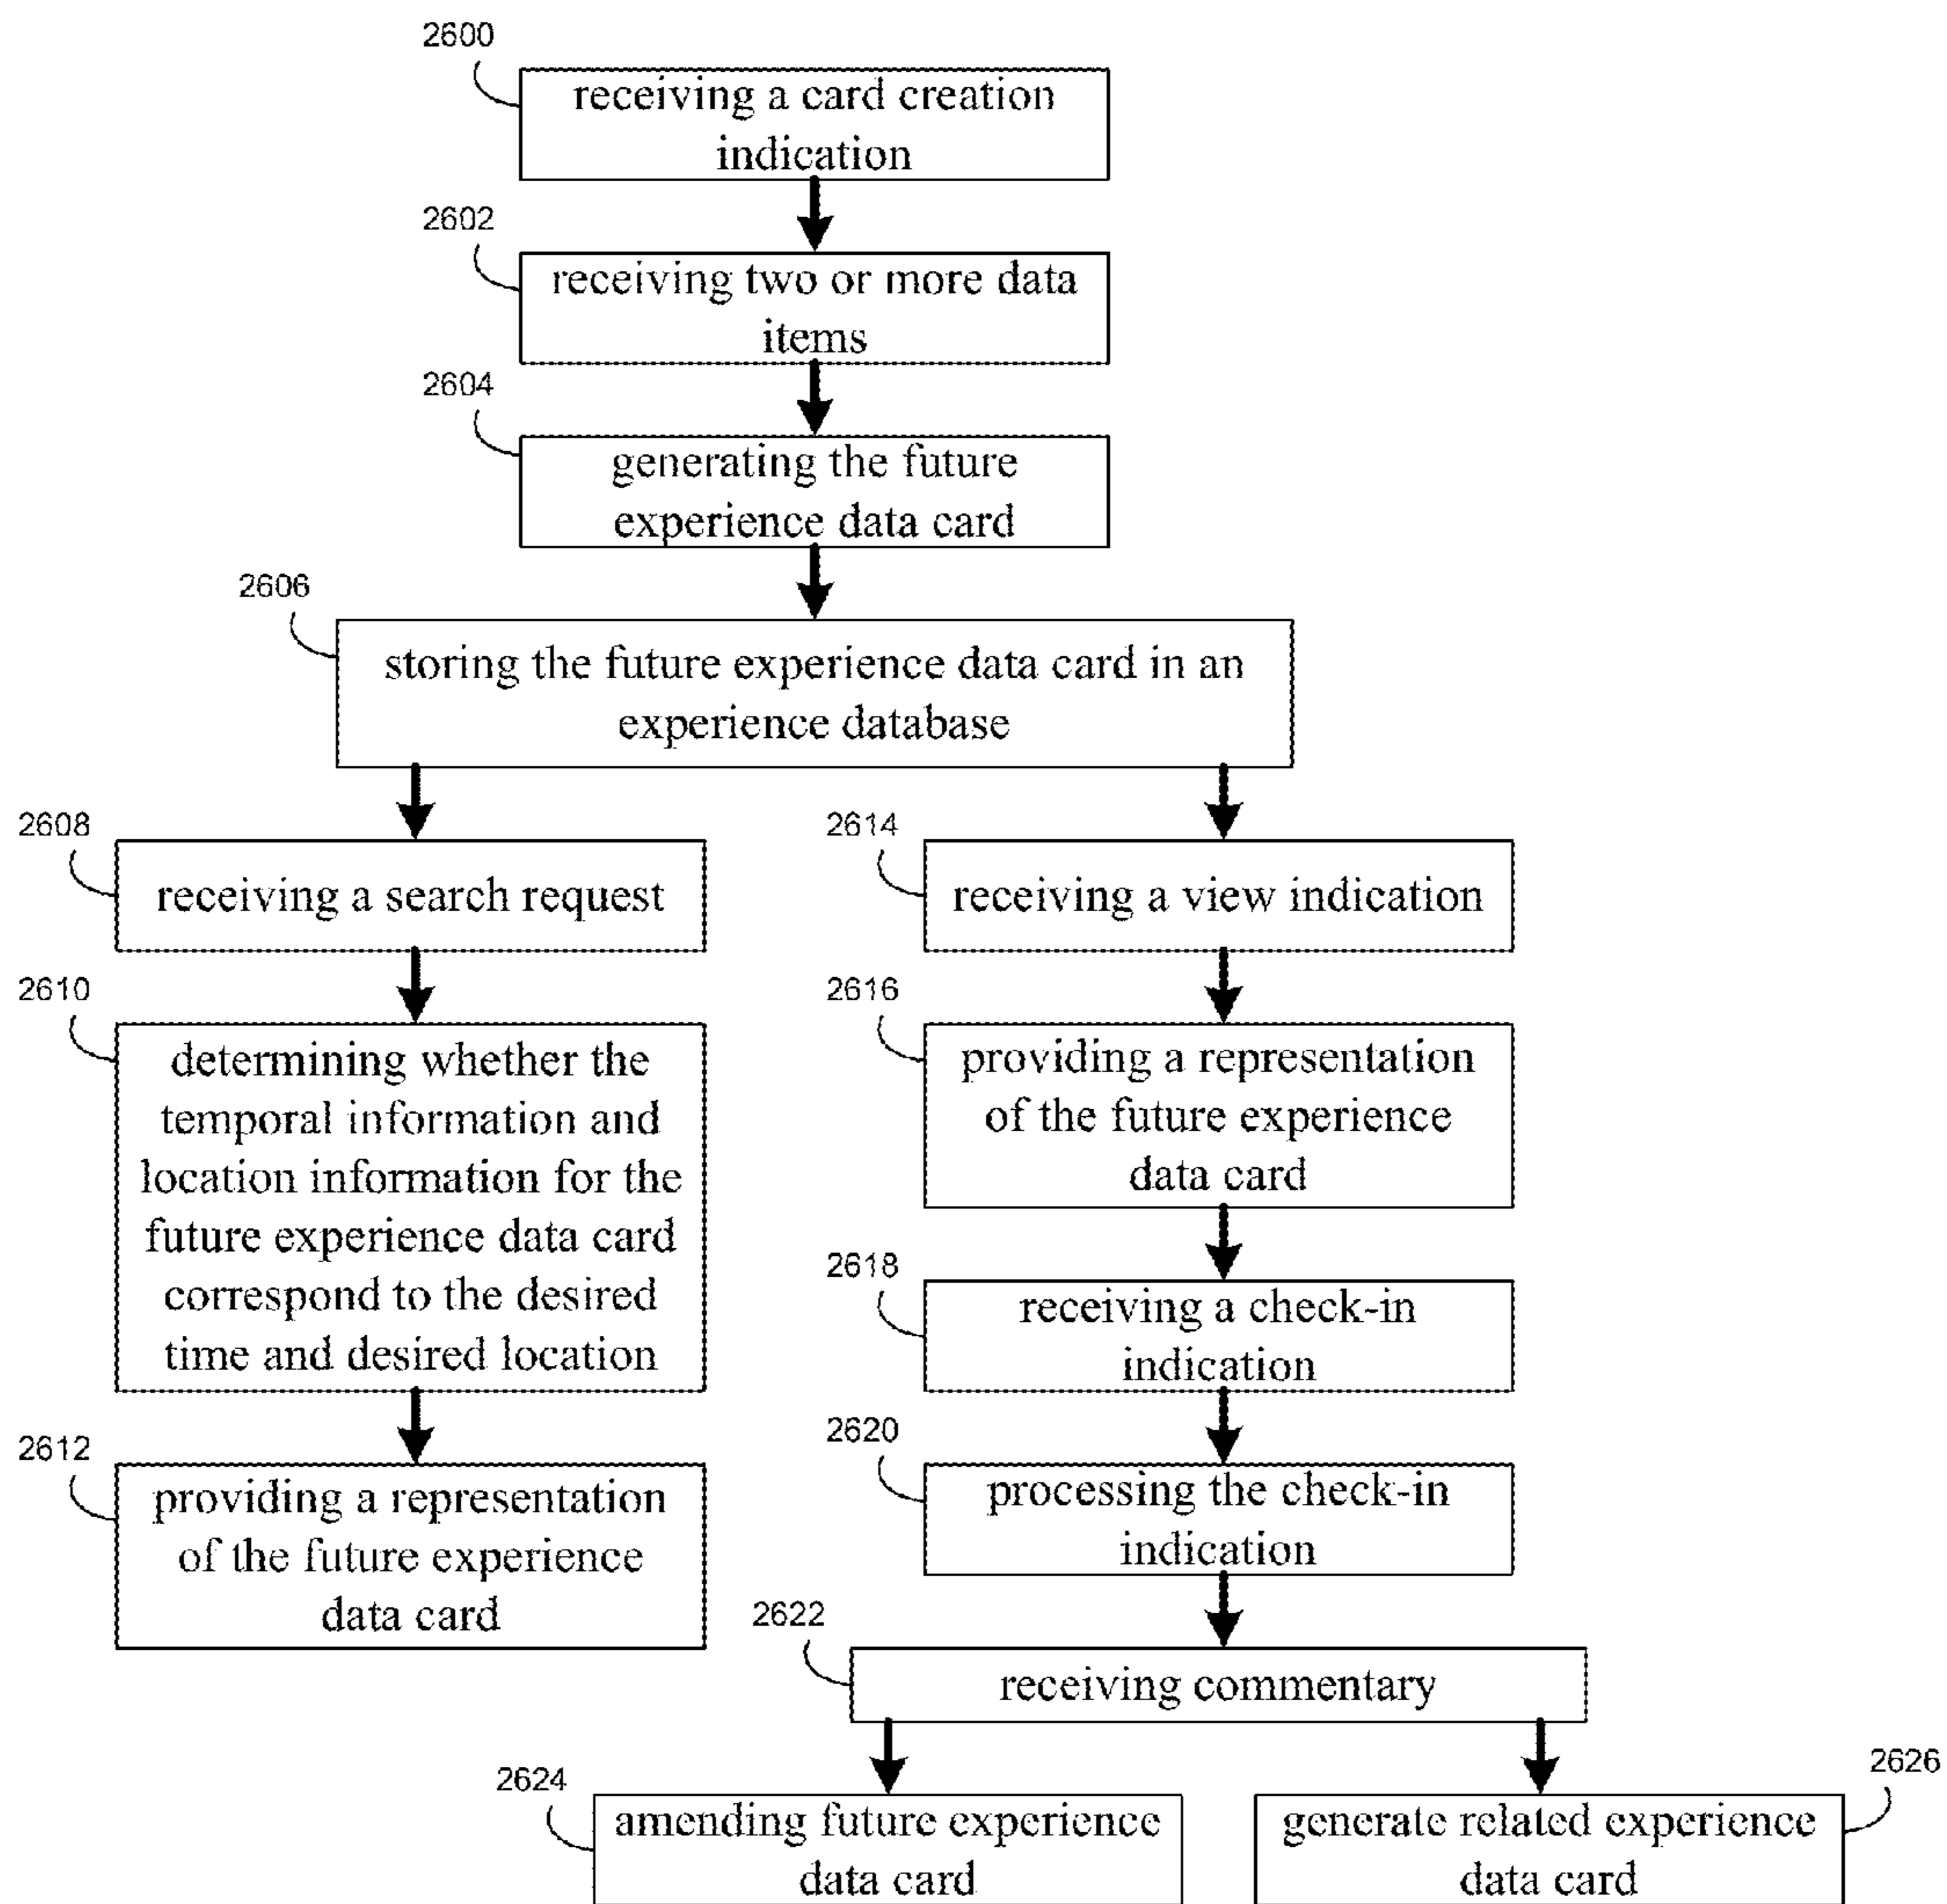 2600
receiving a card creation
indication
2602
receiving two or more data
items
2604
generating the future
experience data card
2606
storing the future experience data card in an
experience database
2608
receiving a search request
2610
determining whether the
temporal information and
location information for the
future experience data card
correspond to the desired
time and desired location
2612
providing a representation
of the future experience
data card
2614
receiving a view indication
2616
providing a representation
of the future experience
data card
2618
receiving a check-in
indication
2620
processing the check-in
indication
2622
receiving commentary
2624
amending future experience
data card
2626
generate related experience
data card